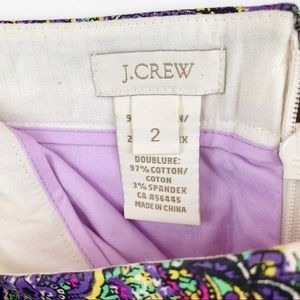 J.CREW
2
DOUBLURE:
97% COTTON/
COTON
3% SPANDEX
CA #56445
MADE IN CHINA